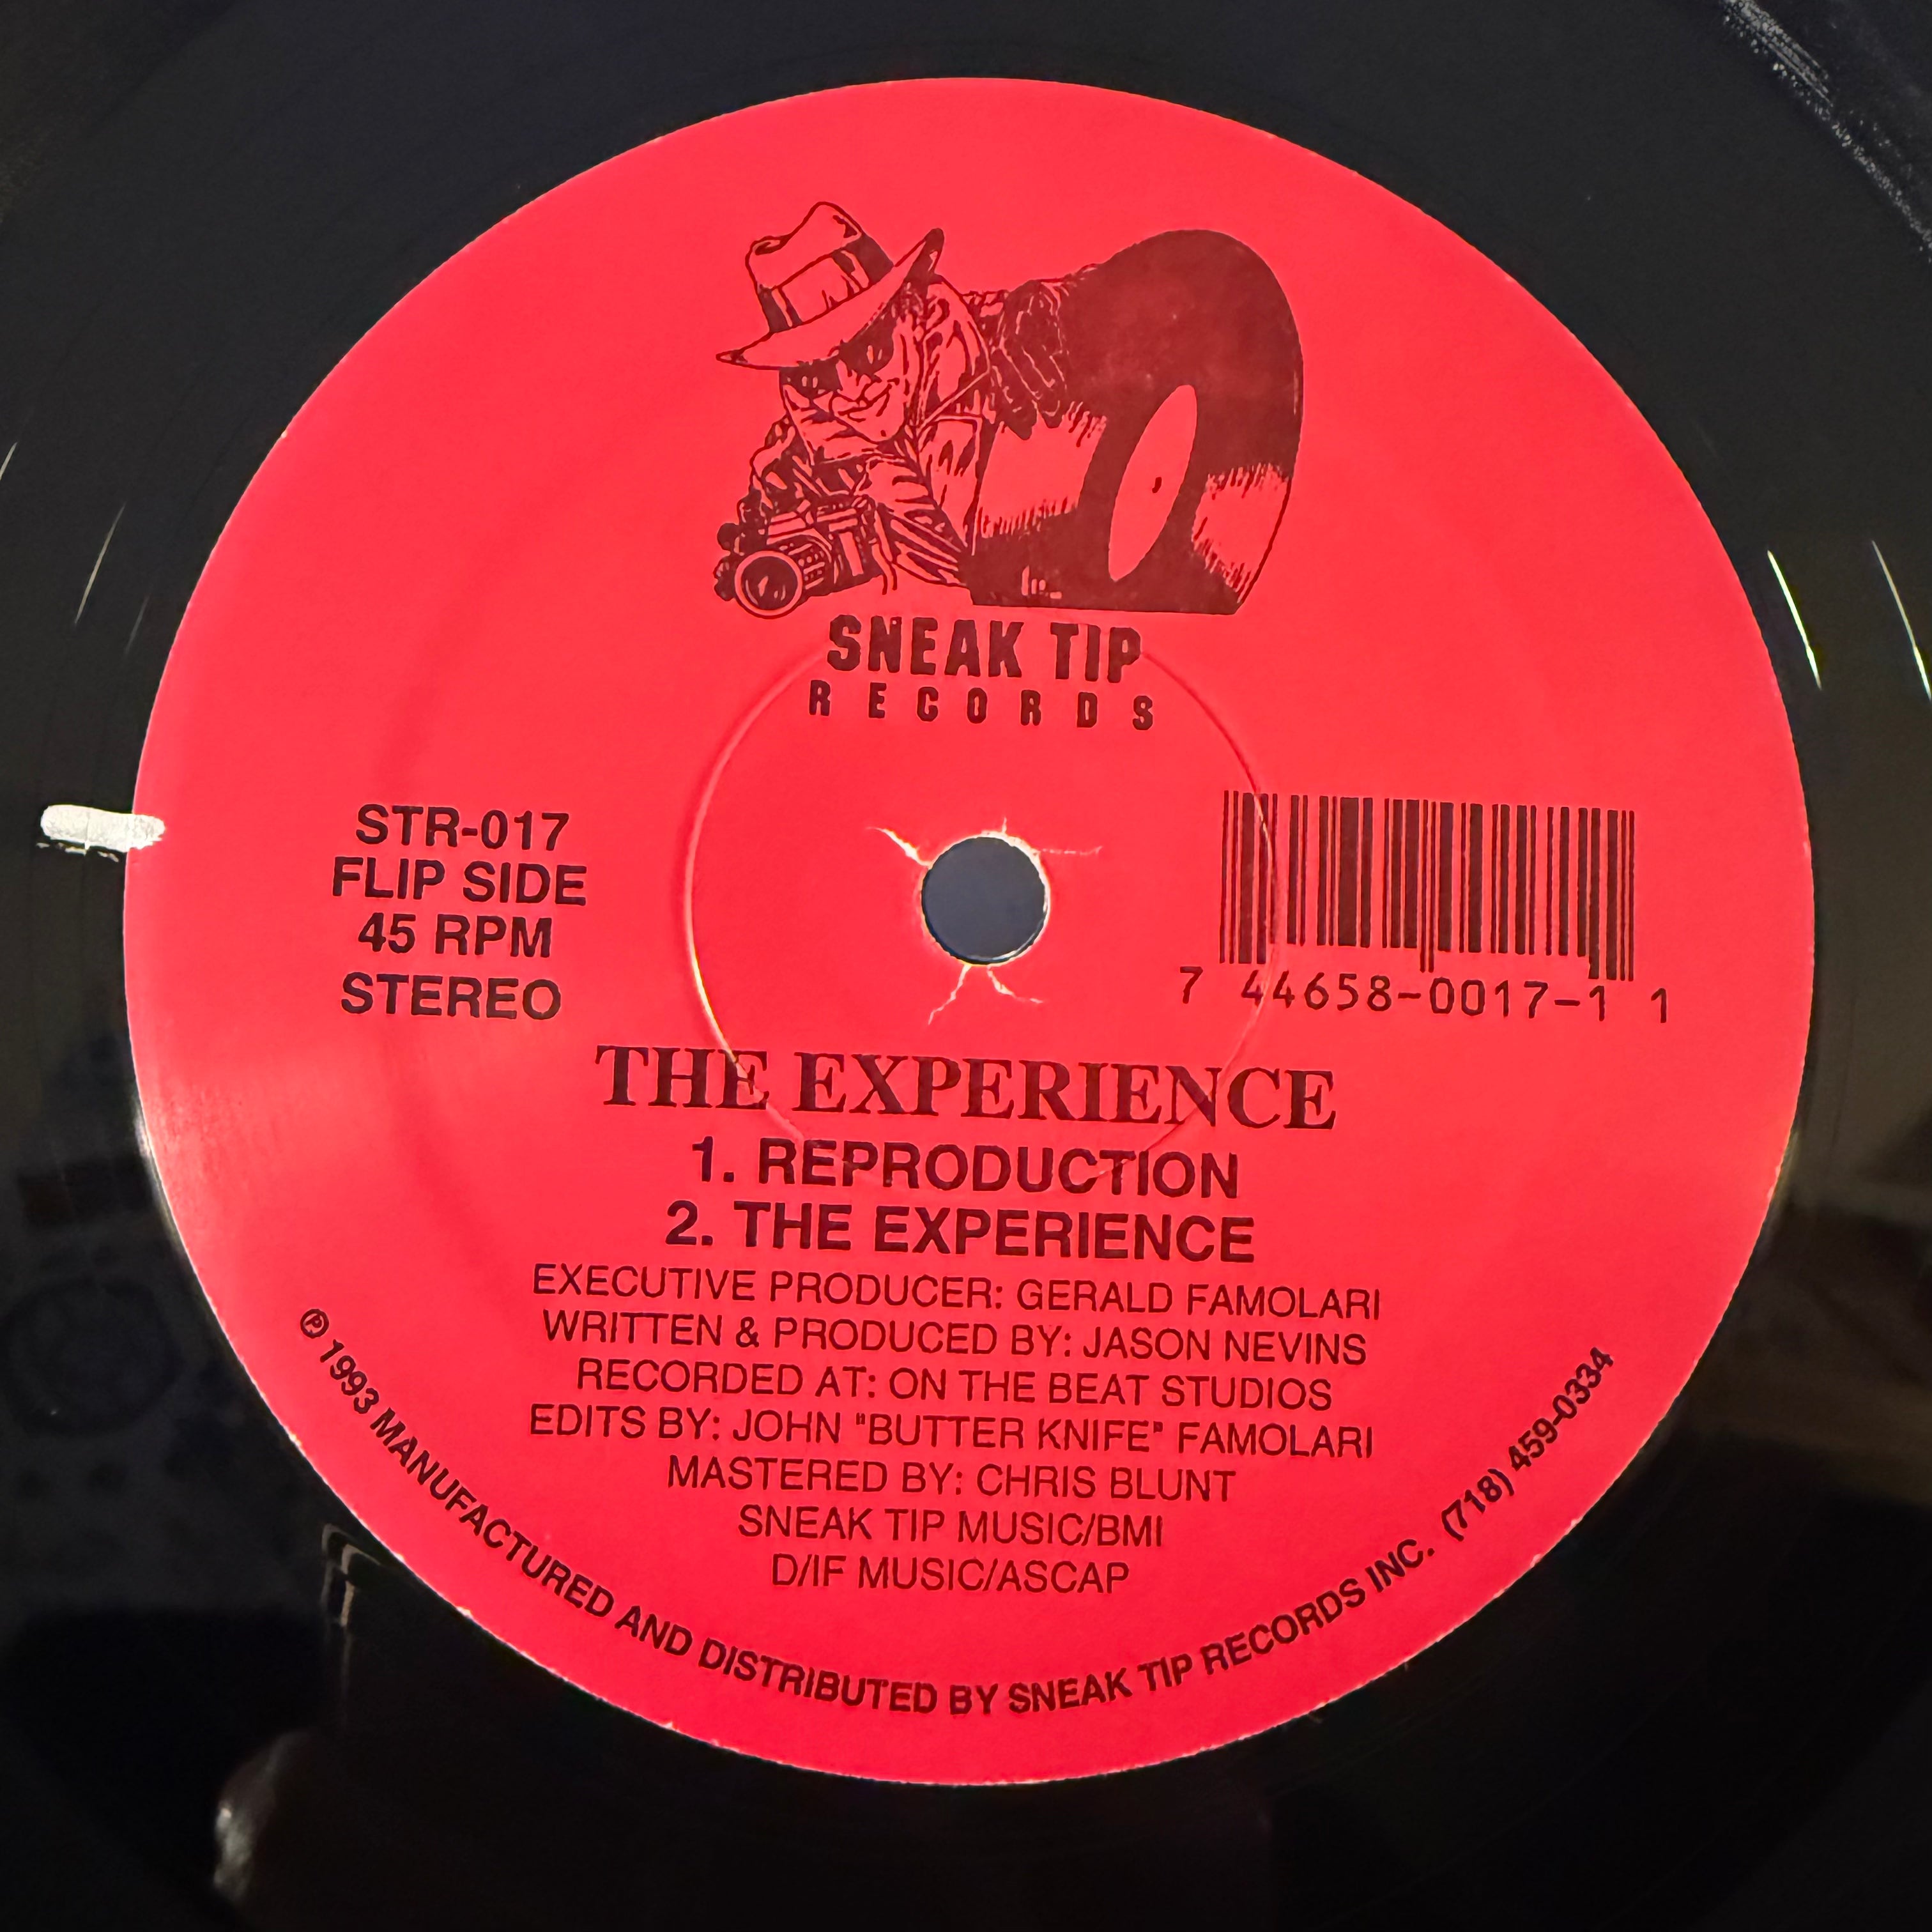 SNEAK TIP
RECORDS
STR-017
FLIP SIDE
45 RPM
STEREO
7 44658-0017-1 1
THE EXPERIENCE
1. REPRODUCTION
2. THE EXPERIENCE
EXECUTIVE PRODUCER: GERALD FAMOLARI
WRITTEN & PRODUCED BY: JASON NEVINS
RECORDED AT: ON THE BEAT STUDIOS
EDITS BY: JOHN "BUTTER KNIFE" FAMOLARI
MASTERED BY: CHRIS BLUNT
SNEAK TIP MUSIC/BMI
D/IF MUSIC/ASCAP
℗ 1993 MANUFACTURED AND DISTRIBUTED BY SNEAK TIP RECORDS INC. (718) 459-0334